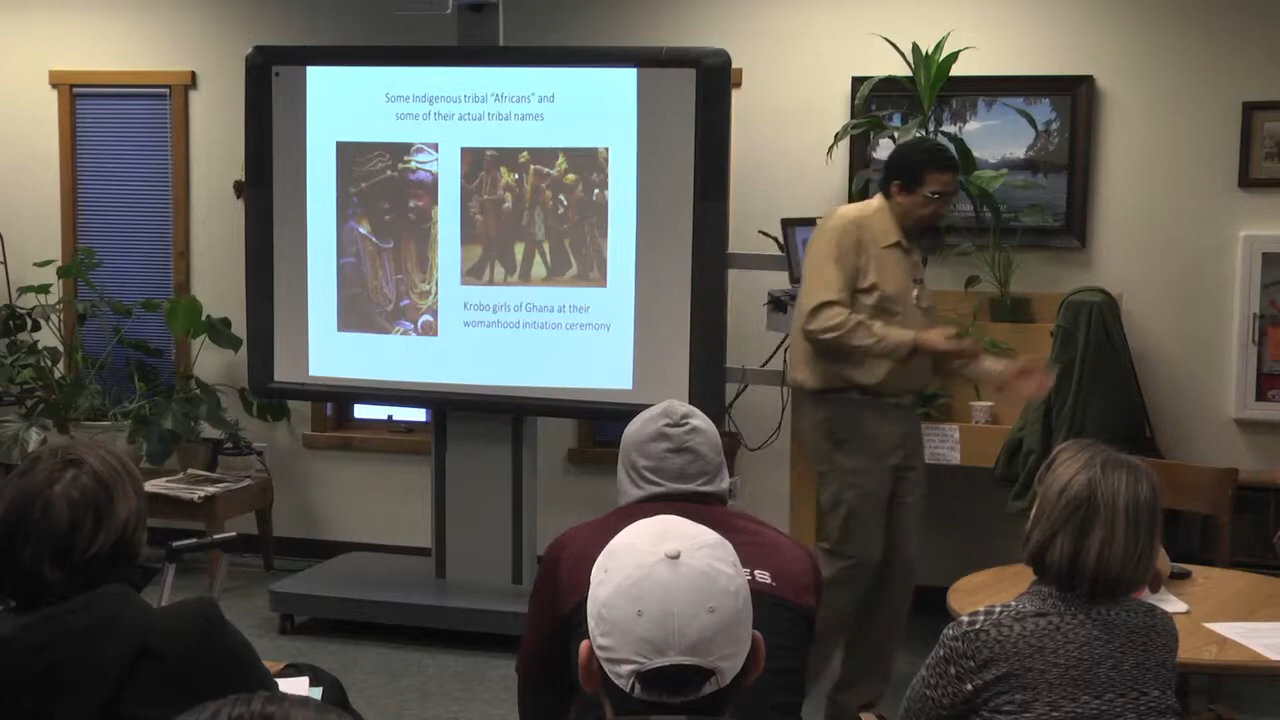 Some Indigenous tribal “Africans” and
some of their actual tribal names
Krobo girls of Ghana at their
womanhood initiation ceremony
ES.